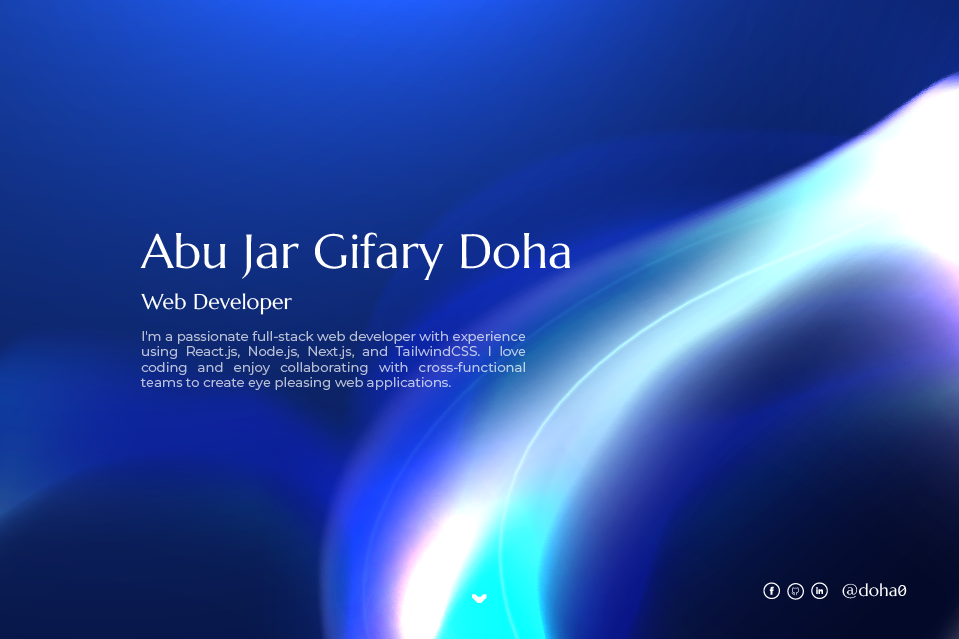 Abu Jar Gifary Doha
Web Developer
I'm a passionate full-stack web developer with experience
using React.js, Node.js, Next.js, and TailwindCSS. I love
coding and enjoy collaborating with cross-functional
teams to create eye pleasing web applications.
@doha0